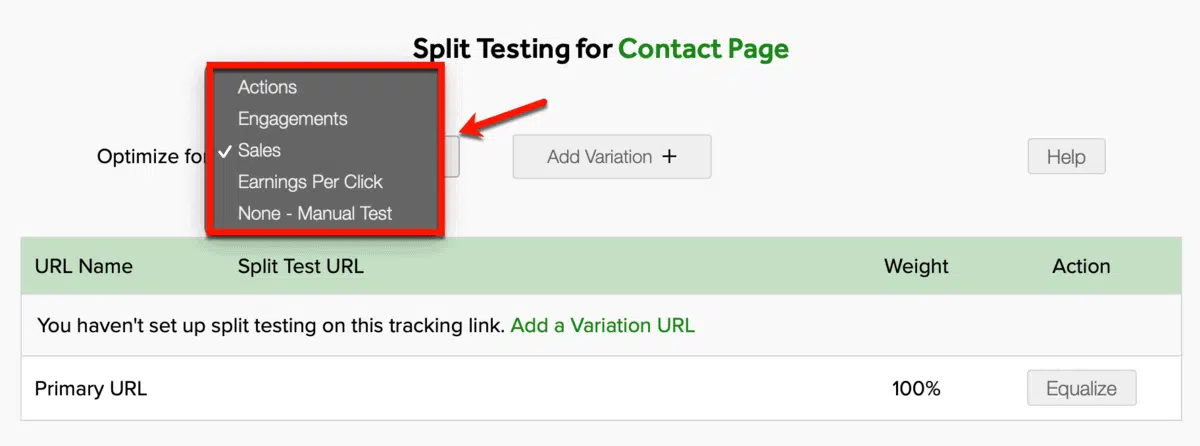 Split Testing for Contact Page
Actions
Engagements
Optimize for
✓ Sales
Earnings Per Click
None - Manual Test
Add Variation +
Help
URL Name Split Test URL Weight Action
You haven't set up split testing on this tracking link. Add a Variation URL
Primary URL 100% Equalize